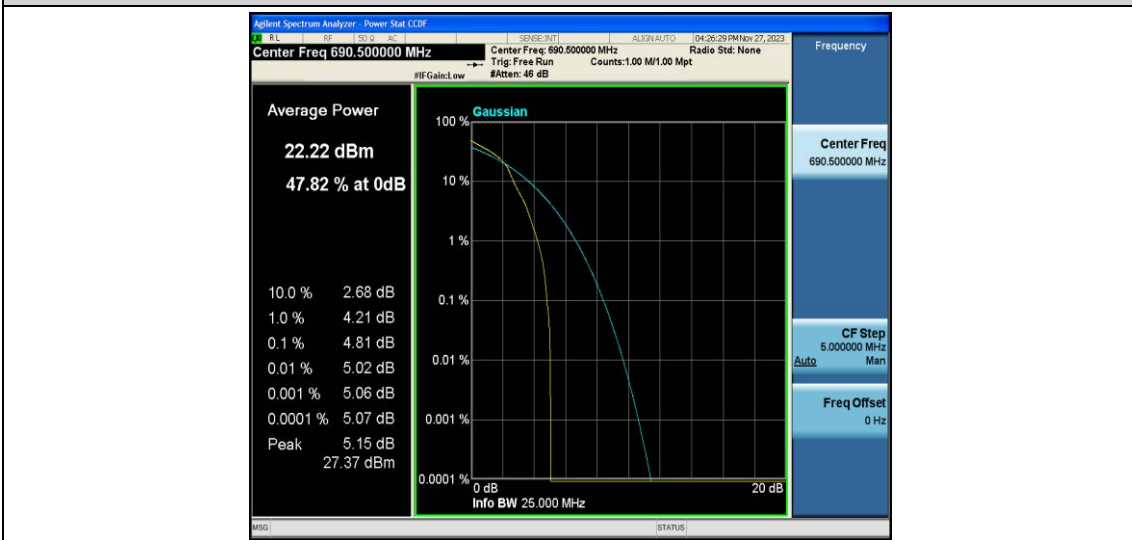 Agilent Spectrum Analyzer - Power Stat CCDF
RL RF 50 Ω AC SENSE:INT ALIGNAUTO 04:26:29 PM Nov 27, 2023
Center Freq 690.500000 MHz
Center Freq: 690.500000 MHz Radio Std: None
Trig: Free Run Counts:1.00 M/1.00 Mpt
#IFGain:Low #Atten: 46 dB
Average Power
22.22 dBm
47.82 % at 0dB
10.0 % 2.68 dB
1.0 % 4.21 dB
0.1 % 4.81 dB
0.01 % 5.02 dB
0.001 % 5.06 dB
0.0001 % 5.07 dB
Peak 5.15 dB
27.37 dBm
Gaussian
100 %
10 %
1 %
0.1 %
0.01 %
0.001 %
0.0001 %
0 dB 20 dB
Info BW 25.000 MHz
Frequency
Center Freq
690.500000 MHz
CF Step
5.000000 MHz
Auto Man
Freq Offset
0 Hz
MSG STATUS